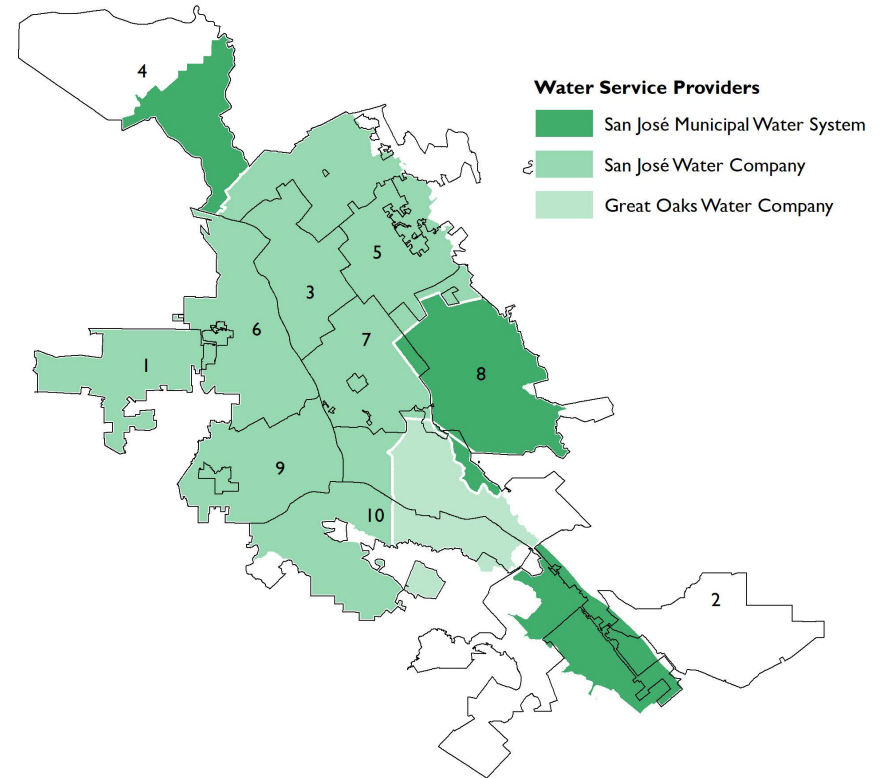 4
Water Service Providers
San José Municipal Water System
San José Water Company
Great Oaks Water Company
5
3
6
7
1
8
9
10
2